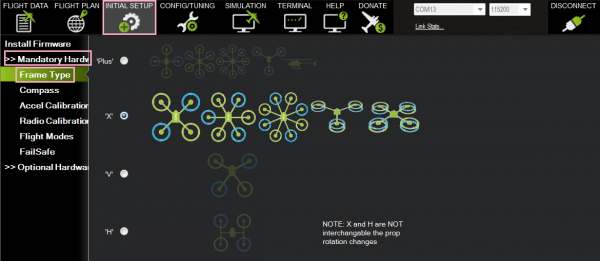 FLIGHT DATA FLIGHT PLAN INITIAL SETUP CONFIG/TUNING SIMULATION TERMINAL HELP DONATE COM13 115200 DISCONNECT
Link Stats...
Install Firmware
>> Mandatory Hardw
Frame Type
Compass
Accel Calibration
Radio Calibration
Flight Modes
FailSafe
>> Optional Hardwa
'Plus'
'X'
'V'
'H'
NOTE: X and H are NOT
interchangable the prop
rotation changes